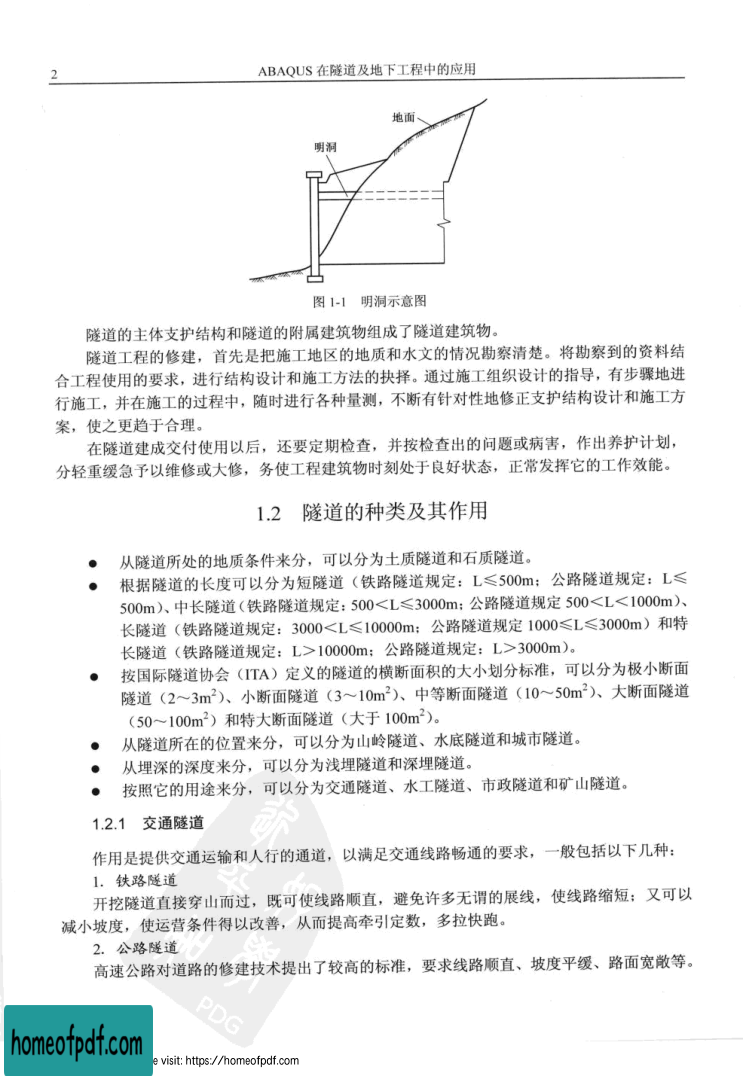 2
ABAQUS 在隧道及地下工程中的应用
地面
明洞
图 1-1 明洞示意图
隧道的主体支护结构和隧道的附属建筑物组成了隧道建筑物。
隧道工程的修建，首先是把施工地区的地质和水文的情况勘察清楚。将勘察到的资料结
合工程使用的要求，进行结构设计和施工方法的抉择。通过施工组织设计的指导，有步骤地进
行施工，并在施工的过程中，随时进行各种量测，不断有针对性地修正支护结构设计和施工方
案，使之更趋于合理。
在隧道建成交付使用以后，还要定期检查，并按检查出的问题或病害，作出养护计划，
分轻重缓急予以维修或大修，务使工程建筑物时刻处于良好状态，正常发挥它的工作效能。
1.2 隧道的种类及其作用
● 从隧道所处的地质条件来分，可以分为土质隧道和石质隧道。
● 根据隧道的长度可以分为短隧道（铁路隧道规定：L≤500m；公路隧道规定：L≤
500m）、中长隧道（铁路隧道规定：500＜L≤3000m；公路隧道规定 500＜L＜1000m）、
长隧道（铁路隧道规定：3000＜L≤10000m；公路隧道规定 1000≤L≤3000m）和特
长隧道（铁路隧道规定：L＞10000m；公路隧道规定：L＞3000m）。
● 按国际隧道协会（ITA）定义的隧道的横断面积的大小划分标准，可以分为极小断面
隧道（2～3m²）、小断面隧道（3～10m²）、中等断面隧道（10～50m²）、大断面隧道
（50～100m²）和特大断面隧道（大于 100m²）。
● 从隧道所在的位置来分，可以分为山岭隧道、水底隧道和城市隧道。
● 从埋深的深度来分，可以分为浅埋隧道和深埋隧道。
● 按照它的用途来分，可以分为交通隧道、水工隧道、市政隧道和矿山隧道。
1.2.1 交通隧道
作用是提供交通运输和人行的通道，以满足交通线路畅通的要求，一般包括以下几种：
1．铁路隧道
开挖隧道直接穿山而过，既可使线路顺直，避免许多无谓的展线，使线路缩短；又可以
减小坡度，使运营条件得以改善，从而提高牵引定数，多拉快跑。
2．公路隧道
高速公路对道路的修建技术提出了较高的标准，要求线路顺直、坡度平缓、路面宽敞等。
PDG
homeofpdf.com
e visit: https://homeofpdf.com